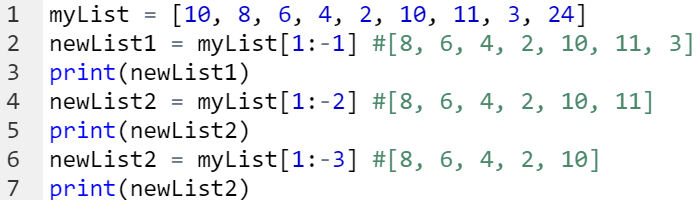 1 myList = [10, 8, 6, 4, 2, 10, 11, 3, 24]
2 newList1 = myList[1:-1] #[8, 6, 4, 2, 10, 11, 3]
3 print(newList1)
4 newList2 = myList[1:-2] #[8, 6, 4, 2, 10, 11]
5 print(newList2)
6 newList2 = myList[1:-3] #[8, 6, 4, 2, 10]
7 print(newList2)